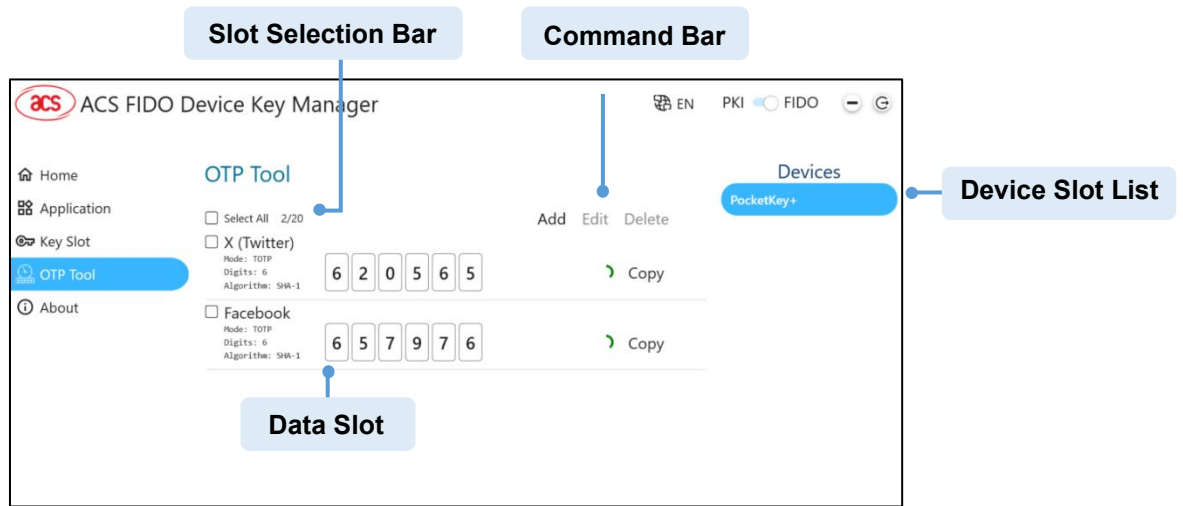 Slot Selection Bar
Command Bar
acs
ACS FIDO Device Key Manager
EN
PKI
FIDO
Home
Application
Key Slot
OTP Tool
About
OTP Tool
Select All 2/20
Add Edit Delete
X (Twitter)
Mode: TOTP
Digits: 6
Algorithm: SHA-1
6 2 0 5 6 5
Copy
Facebook
Mode: TOTP
Digits: 6
Algorithm: SHA-1
6 5 7 9 7 6
Copy
Devices
PocketKey+
Device Slot List
Data Slot